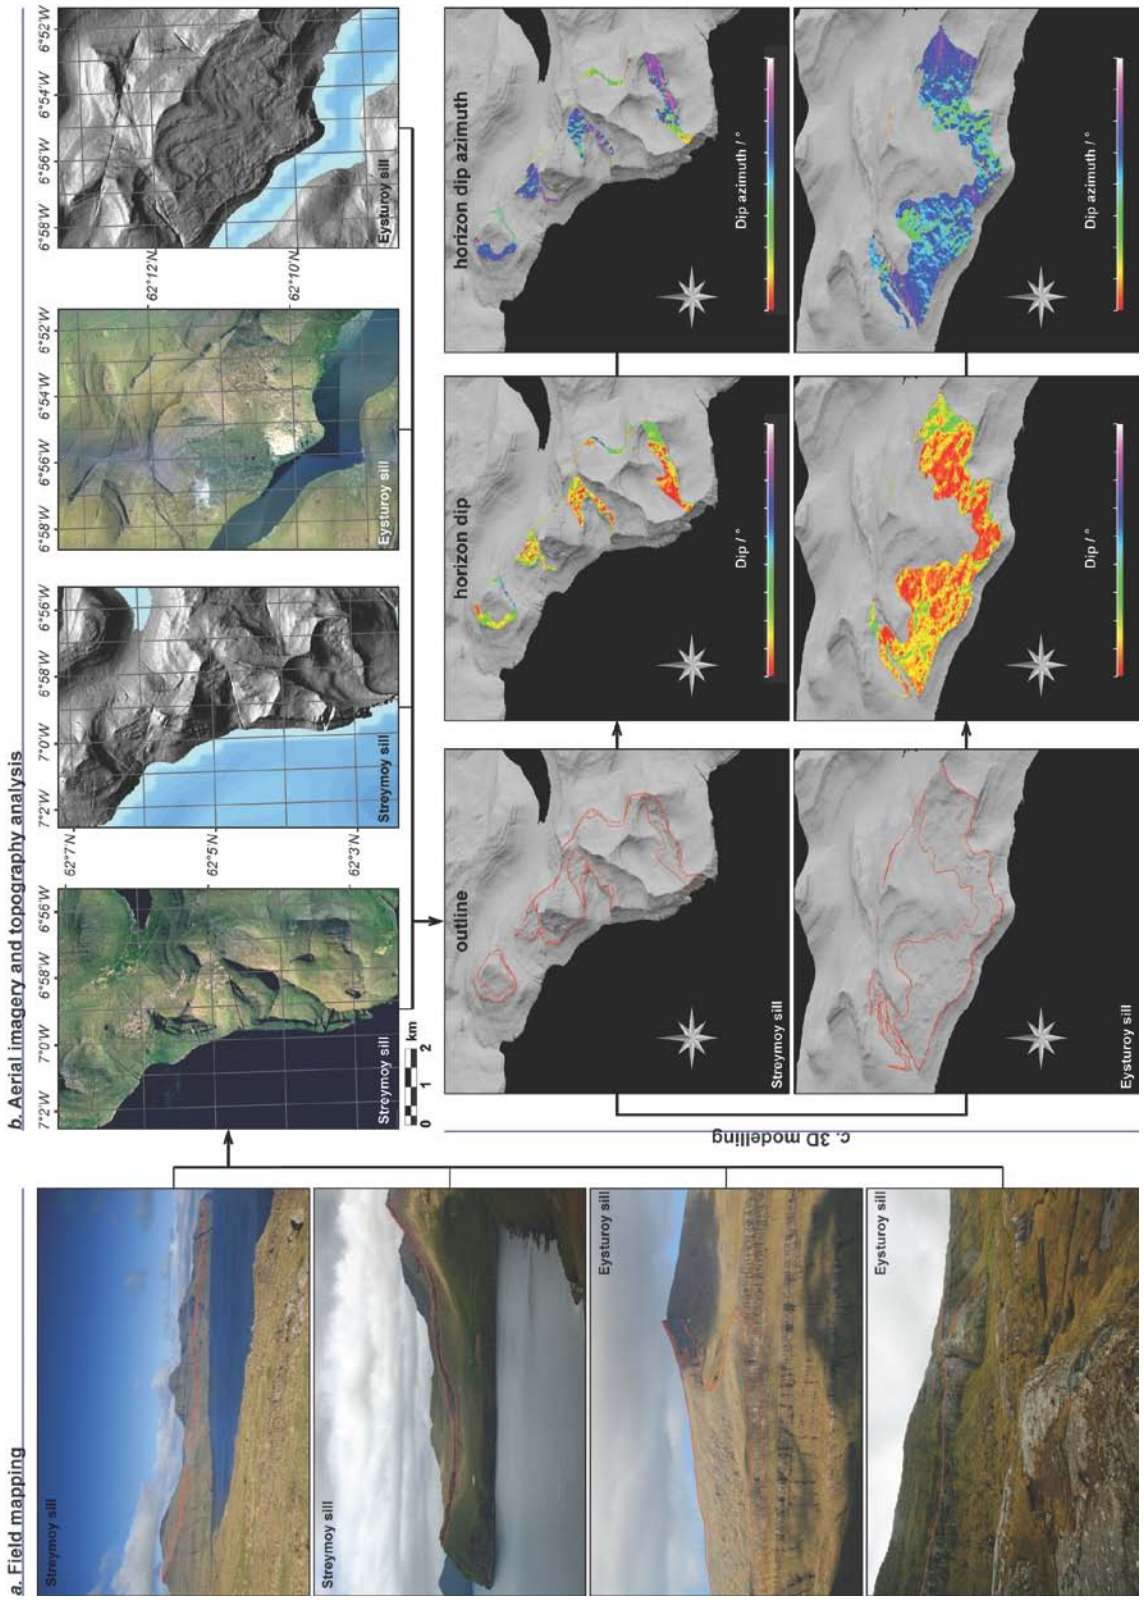 a. Field mapping
Streymoy sill
Streymoy sill
Eysturoy sill
Eysturoy sill
b. Aerial imagery and topography analysis
7°2'W 7°0'W 6°58'W 6°56'W
62°7'N
62°5'N
62°3'N
Streymoy sill
0 1 2
km
7°2'W 7°0'W 6°58'W 6°56'W
Streymoy sill
6°58'W 6°56'W 6°54'W 6°52'W
Eysturoy sill
62°12'N
62°10'N
6°58'W 6°56'W 6°54'W 6°52'W
Eysturoy sill
c. 3D modelling
outline
Streymoy sill
horizon dip
Dip / °
horizon dip azimuth
Dip azimuth / °
Eysturoy sill
Dip / °
Dip azimuth / °